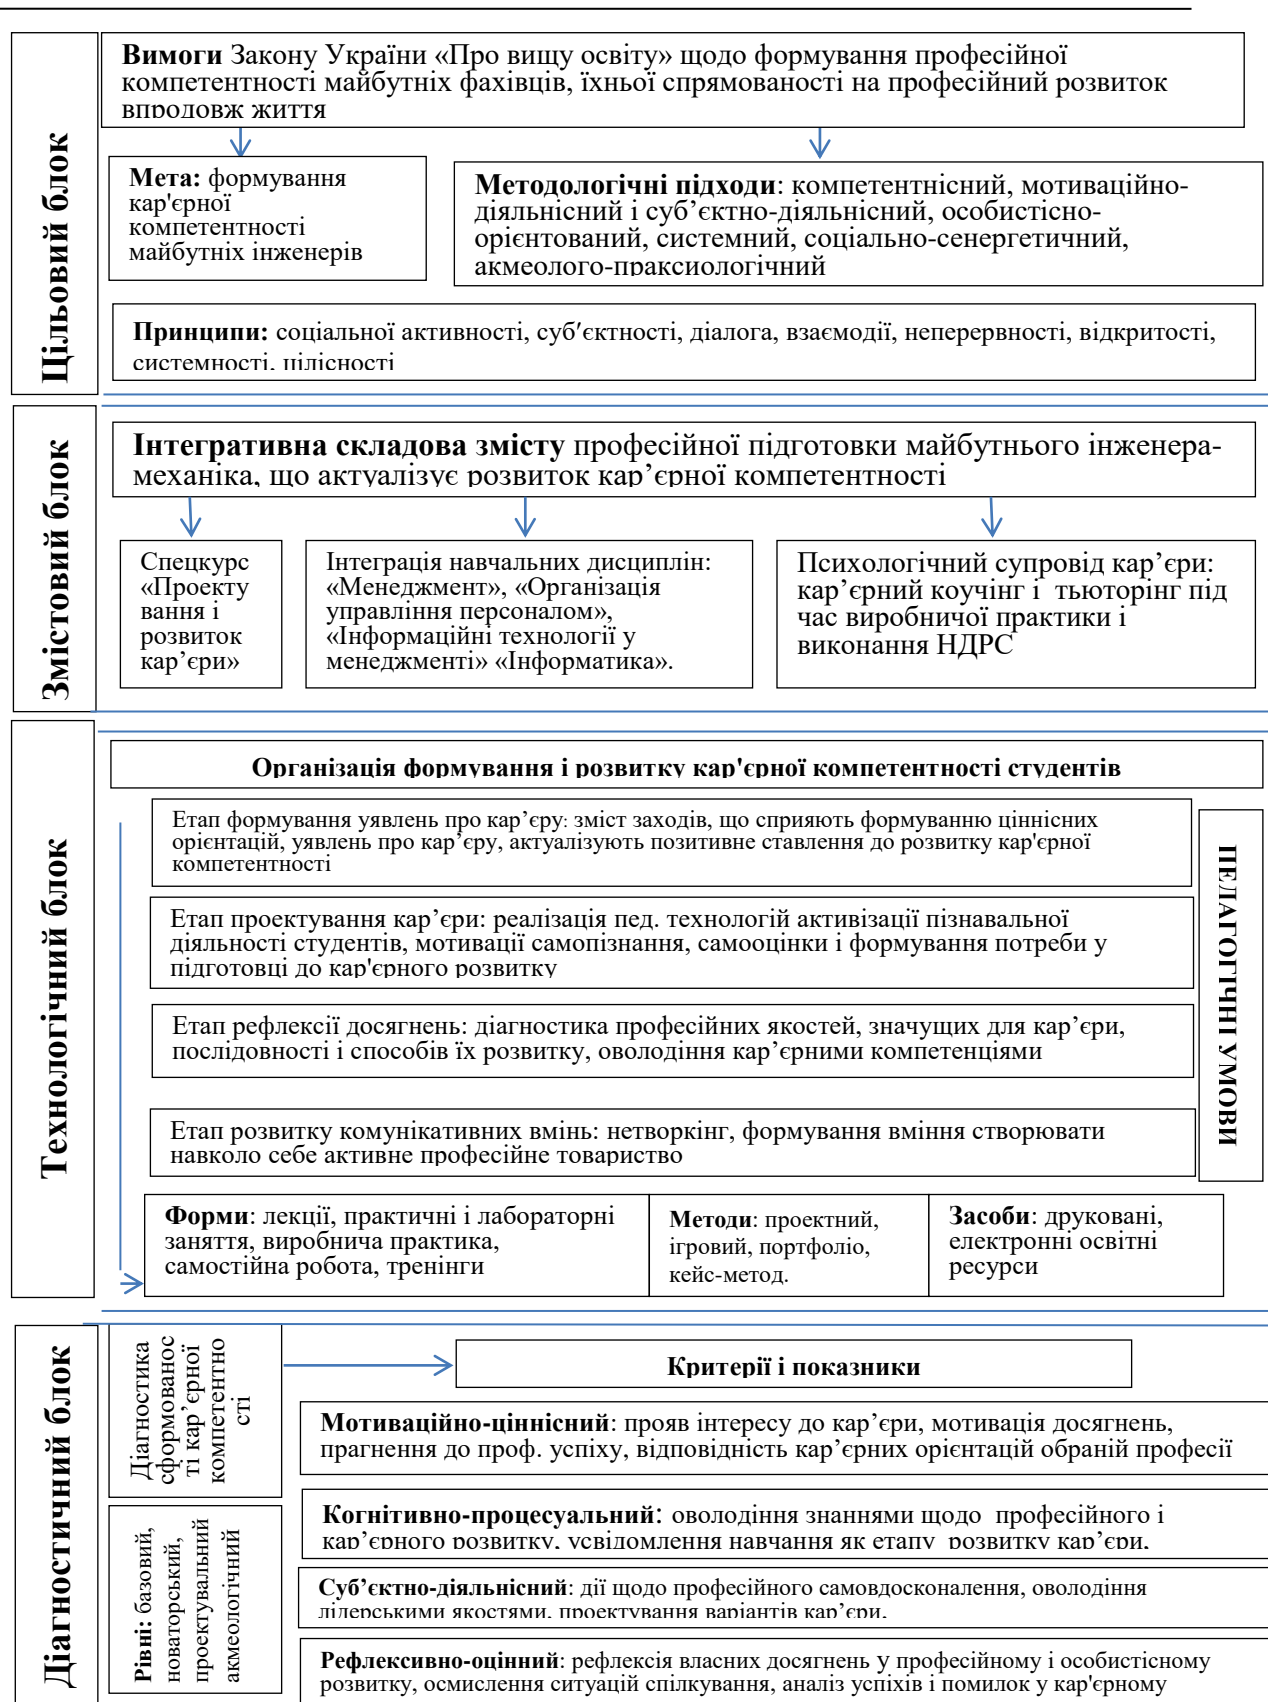 Цільовий блок
Вимоги Закону України «Про вищу освіту» щодо формування професійної
компетентності майбутніх фахівців, їхньої спрямованості на професійний розвиток
впродовж життя
Мета: формування
кар'єрної
компетентності
майбутніх інженерів
Методологічні підходи: компетентнісний, мотиваційно-
діяльнісний і суб’єктно-діяльнісний, особистісно-
орієнтований, системний, соціально-сенергетичний,
акмеолого-праксиологічний
Принципи: соціальної активності, суб′єктності, діалога, взаємодії, неперервності, відкритості,
системності, цілісності
Змістовий блок
Інтегративна складова змісту професійної підготовки майбутнього інженера-
механіка, що актуалізує розвиток кар’єрної компетентності
Спецкурс
«Проекту
вання і
розвиток
кар’єри»
Інтеграція навчальних дисциплін:
«Менеджмент», «Організація
управління персоналом»,
«Інформаційні технології у
менеджменті» «Інформатика».
Психологічний супровід кар’єри:
кар’єрний коучінг і тьюторінг під
час виробничої практики і
виконання НДРС
Технологічний блок
Організація формування і розвитку кар'єрної компетентності студентів
Етап формування уявлень про кар’єру: зміст заходів, що сприяють формуванню ціннісних
орієнтацій, уявлень про кар’єру, актуалізують позитивне ставлення до розвитку кар'єрної
компетентності
Етап проектування кар’єри: реалізація пед. технологій активізації пізнавальної
діяльності студентів, мотивації самопізнання, самооцінки і формування потреби у
підготовці до кар'єрного розвитку
Етап рефлексії досягнень: діагностика професійних якостей, значущих для кар’єри,
послідовності і способів їх розвитку, оволодіння кар’єрними компетенціями
Етап розвитку комунікативних вмінь: нетворкінг, формування вміння створювати
навколо себе активне професійне товариство
ПЕДАГОГІЧНІ УМОВИ
Форми: лекції, практичні і лабораторні
заняття, виробнича практика,
самостійна робота, тренінги
Методи: проектний,
ігровий, портфоліо,
кейс-метод.
Засоби: друковані,
електронні освітні
ресурси
Діагностичний блок
Діагностика
сформованос
ті кар’єрної
компетентно
сті
Критерії і показники
Мотиваційно-ціннісний: прояв інтересу до кар’єри, мотивація досягнень,
прагнення до проф. успіху, відповідність кар’єрних орієнтацій обраній професії
Рівні: базовий,
новаторський,
проектувальний
акмеологічний
Когнітивно-процесуальний: оволодіння знаннями щодо професійного і
кар’єрного розвитку, усвідомлення навчання як етапу розвитку кар’єри,
Суб’єктно-діяльнісний: дії щодо професійного самовдосконалення, оволодіння
лідерськими якостями, проектування варіантів кар’єри,
Рефлексивно-оцінний: рефлексія власних досягнень у професійному і особистісному
розвитку, осмислення ситуацій спілкування, аналіз успіхів і помилок у кар'єрному